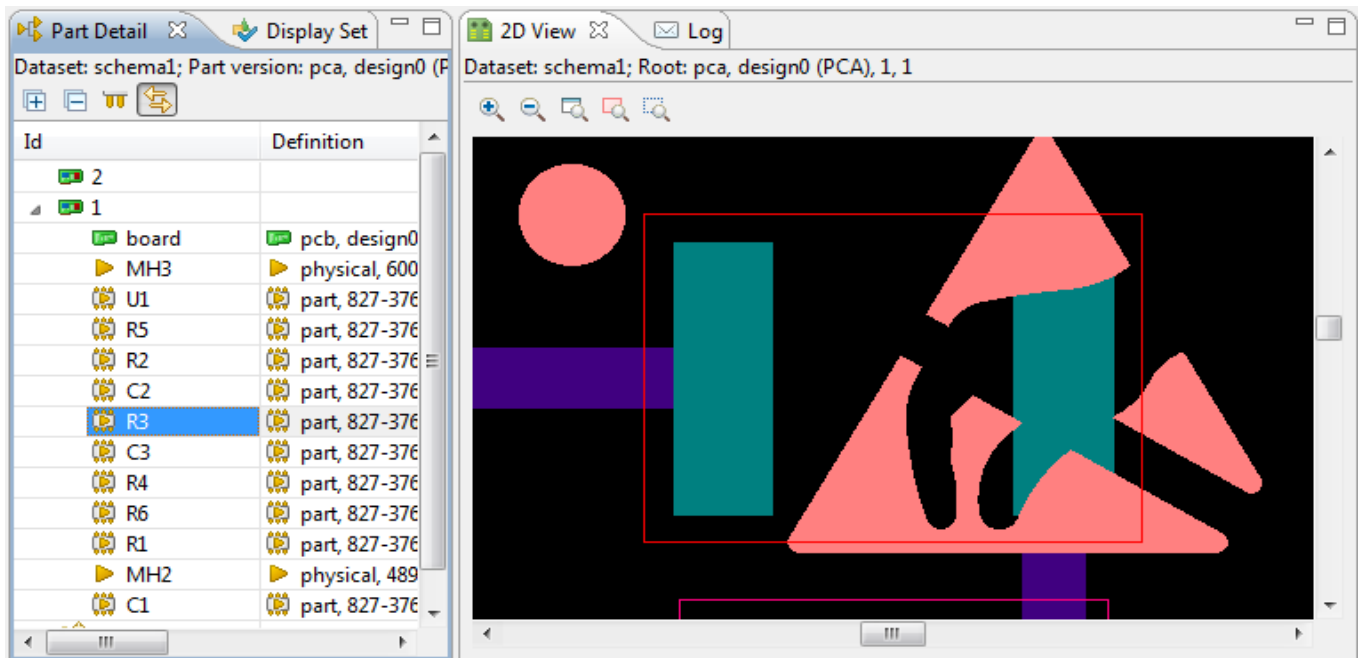 Part Detail Display Set
Dataset: schema1; Part version: pca, design0 (P
Id Definition
2
1
board pcb, design0
MH3 physical, 600
U1 part, 827-376
R5 part, 827-376
R2 part, 827-376
C2 part, 827-376
R3 part, 827-376
C3 part, 827-376
R4 part, 827-376
R6 part, 827-376
R1 part, 827-376
MH2 physical, 489
C1 part, 827-376
2D View Log
Dataset: schema1; Root: pca, design0 (PCA), 1, 1